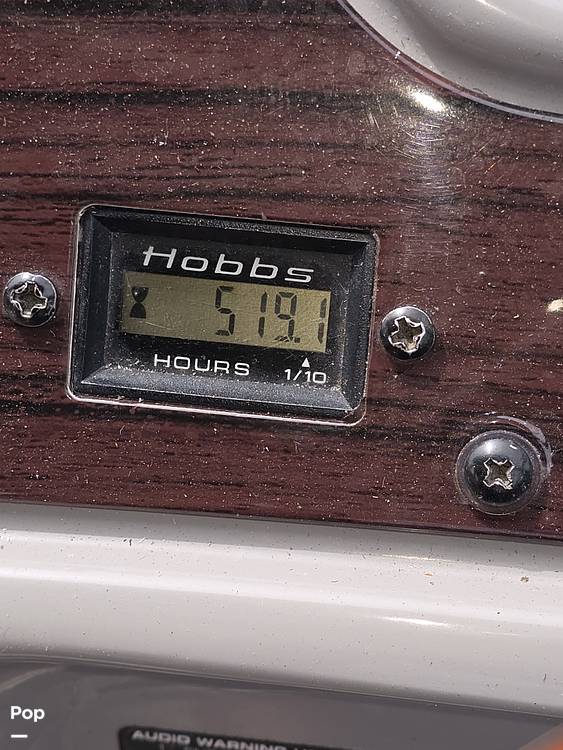 Hobbs
519.1
HOURS
1/10
Pop
AUDIO WARNING